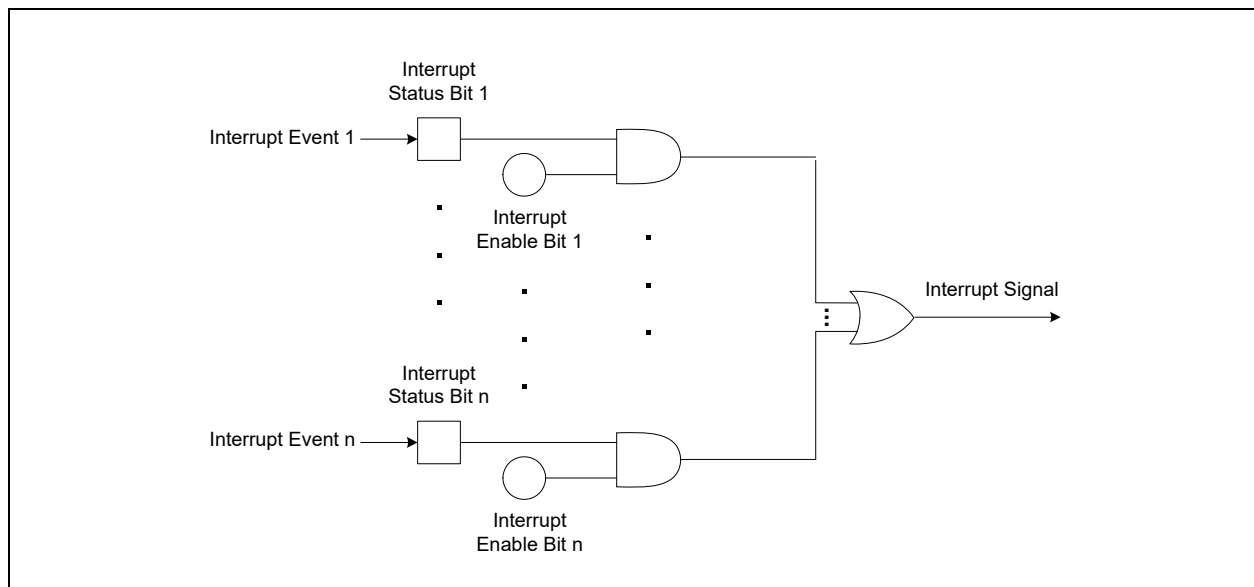 Interrupt
Status Bit 1
Interrupt Event 1
Interrupt
Enable Bit 1
Interrupt Signal
Interrupt
Status Bit n
Interrupt Event n
Interrupt
Enable Bit n